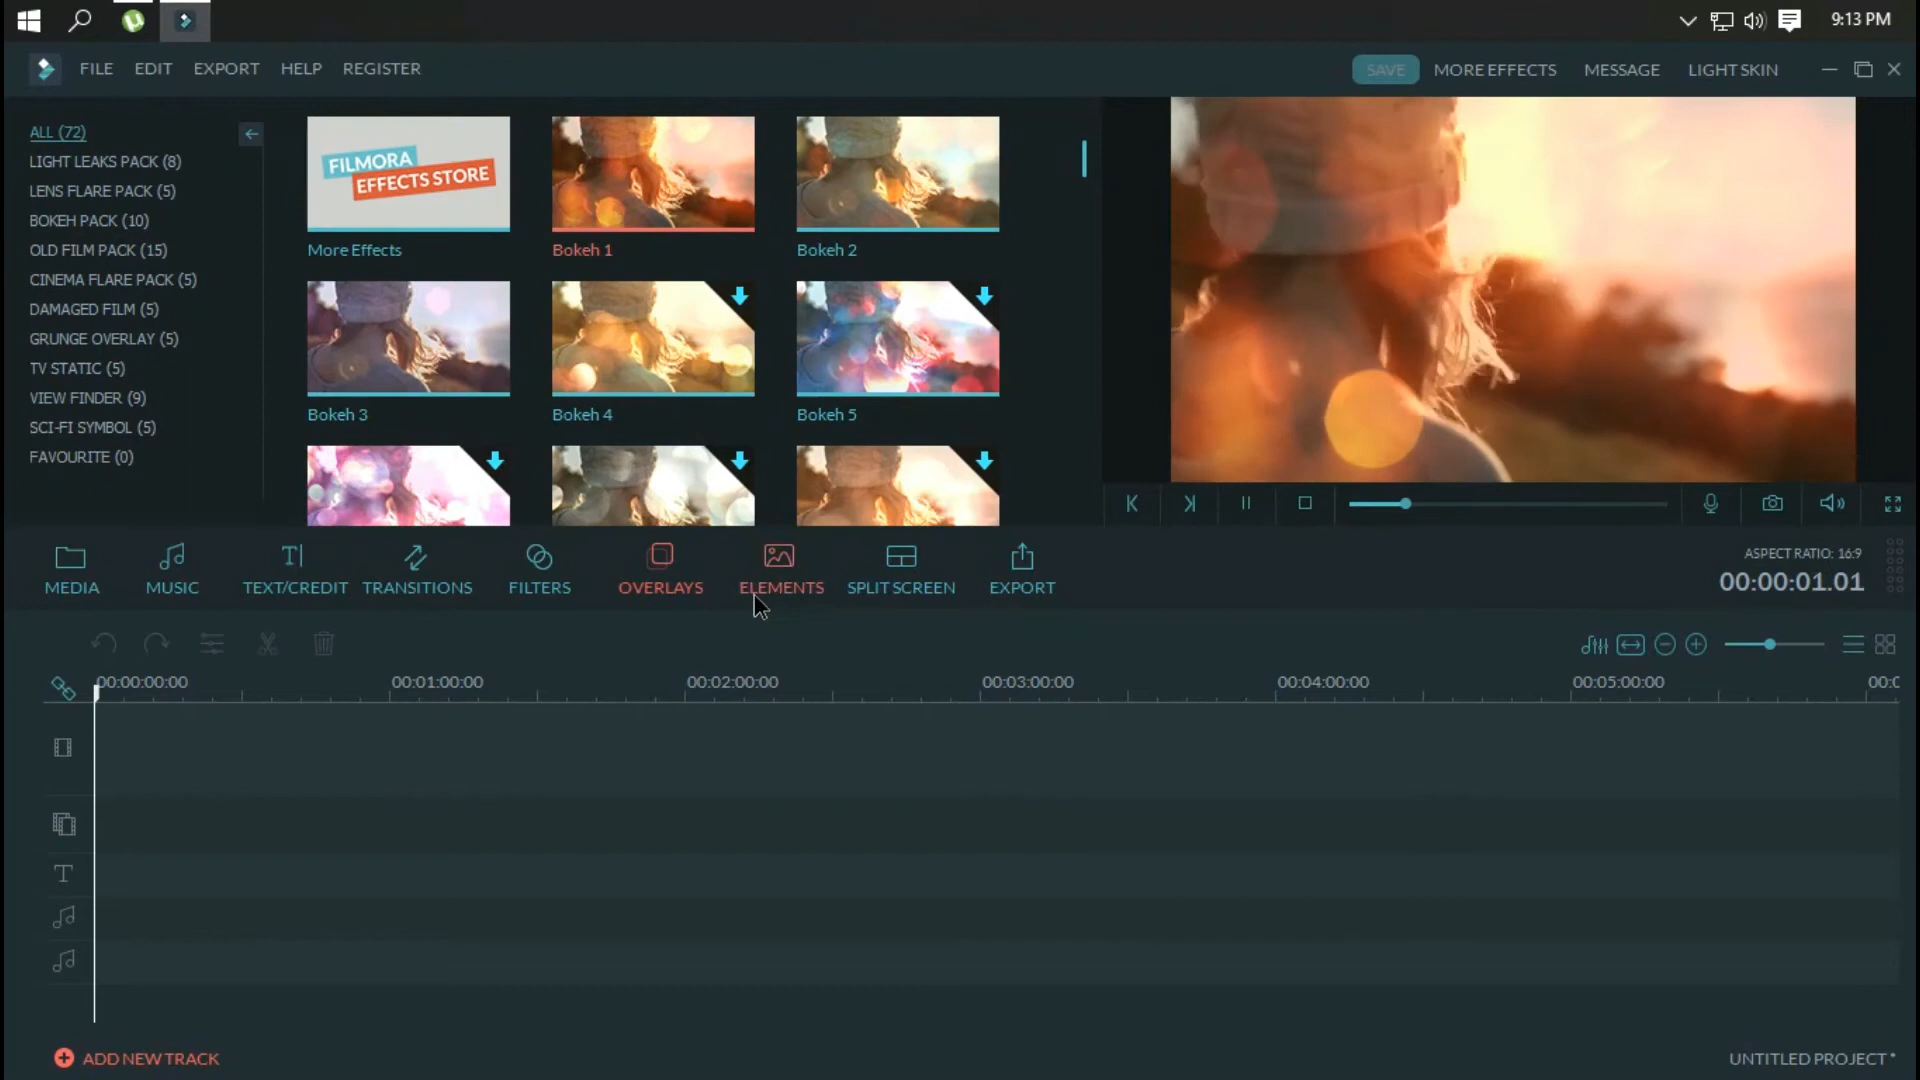 9:13 PM
FILE EDIT EXPORT HELP REGISTER
SAVE MORE EFFECTS MESSAGE LIGHT SKIN
ALL (72)
LIGHT LEAKS PACK (8)
LENS FLARE PACK (5)
BOKEH PACK (10)
OLD FILM PACK (15)
CINEMA FLARE PACK (5)
DAMAGED FILM (5)
GRUNGE OVERLAY (5)
TV STATIC (5)
VIEW FINDER (9)
SCI-FI SYMBOL (5)
FAVOURITE (0)
FILMORA
EFFECTS STORE
More Effects Bokeh 1 Bokeh 2
Bokeh 3 Bokeh 4 Bokeh 5
MEDIA MUSIC TEXT/CREDIT TRANSITIONS FILTERS OVERLAYS ELEMENTS SPLIT SCREEN EXPORT
ASPECT RATIO: 16:9
00:00:01.01
00:00:00:00 00:01:00:00 00:02:00:00 00:03:00:00 00:04:00:00 00:05:00:00
ADD NEW TRACK
UNTITLED PROJECT *